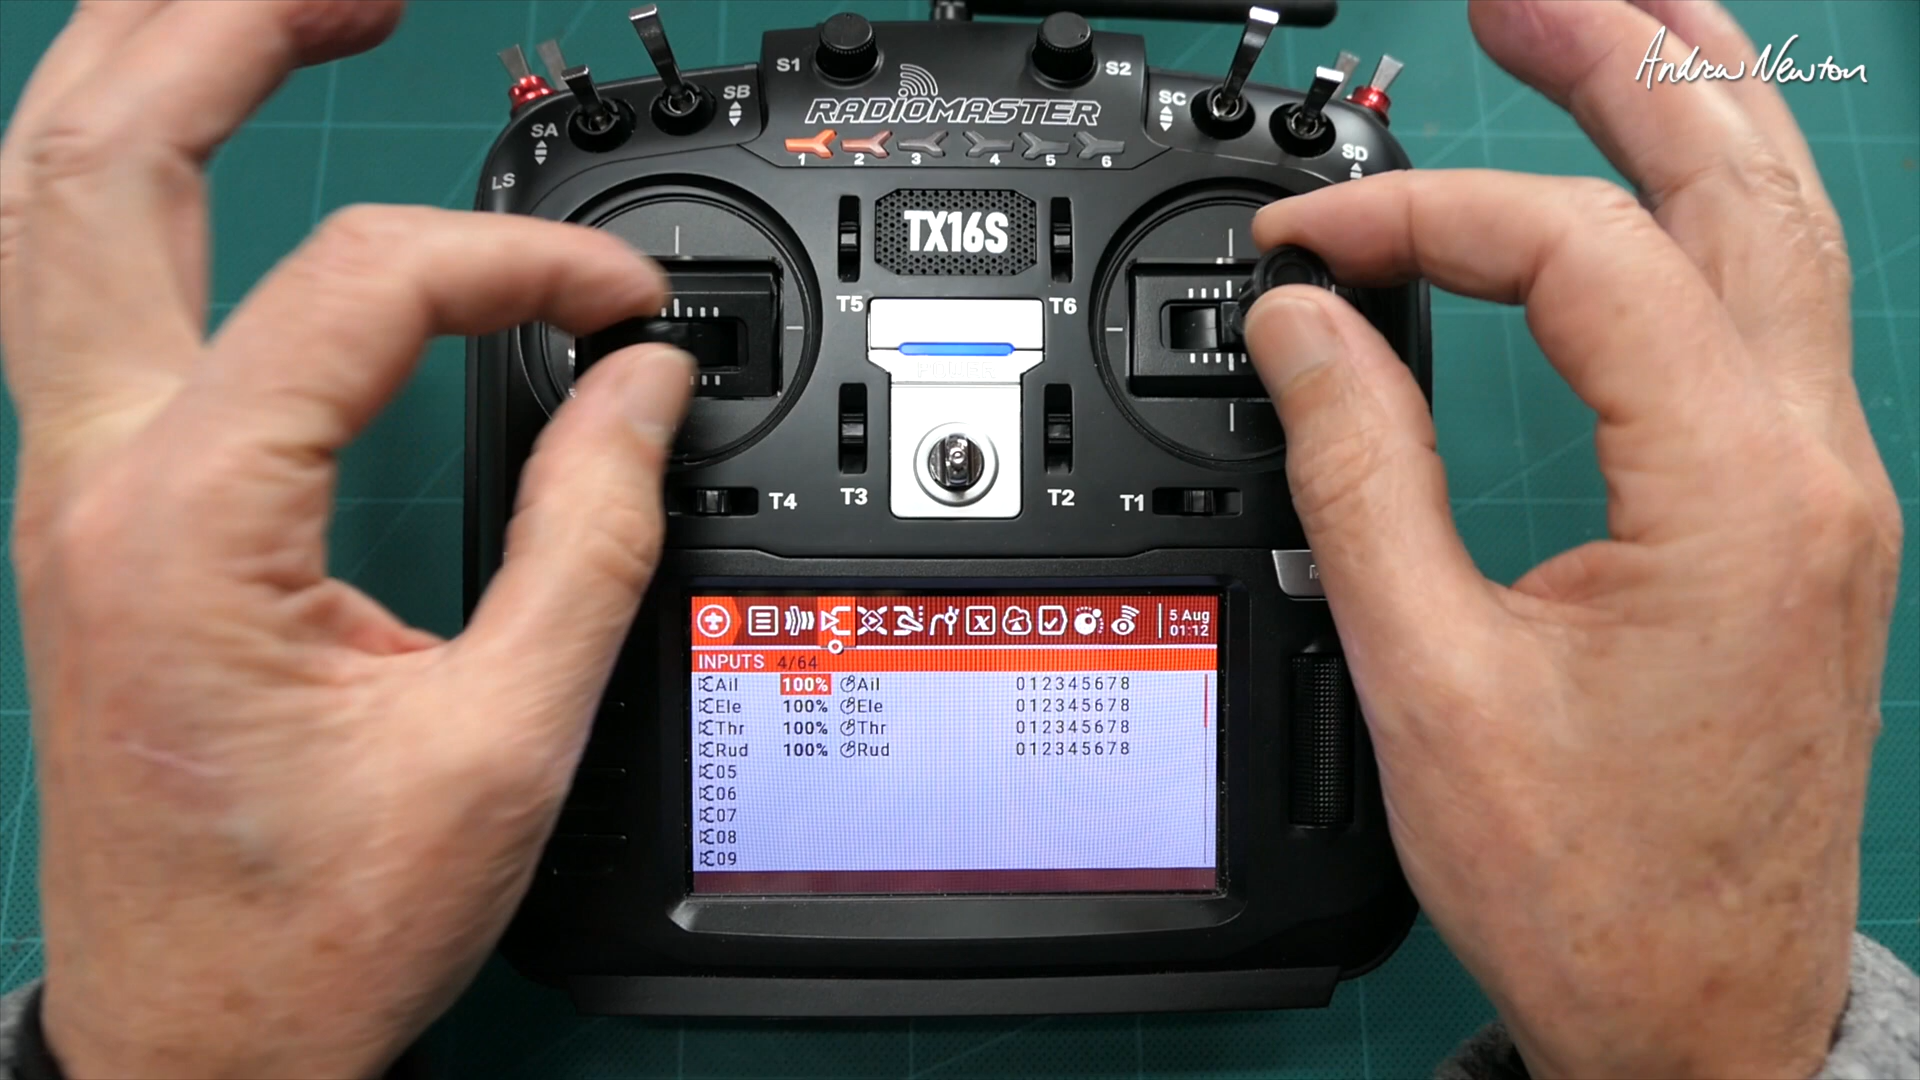 Andrew Newton
S1
S2
SB
SC
RADIOMASTER
SA
SD
1 2 3 4 5 6
LS
TX16S
T5
T6
POWER
T3
T2
T4
T1
5 Aug
01:12
INPUTS 4/64
Ail 100% Ail 012345678
Ele 100% Ele 012345678
Thr 100% Thr 012345678
Rud 100% Rud 012345678
05
06
07
08
09